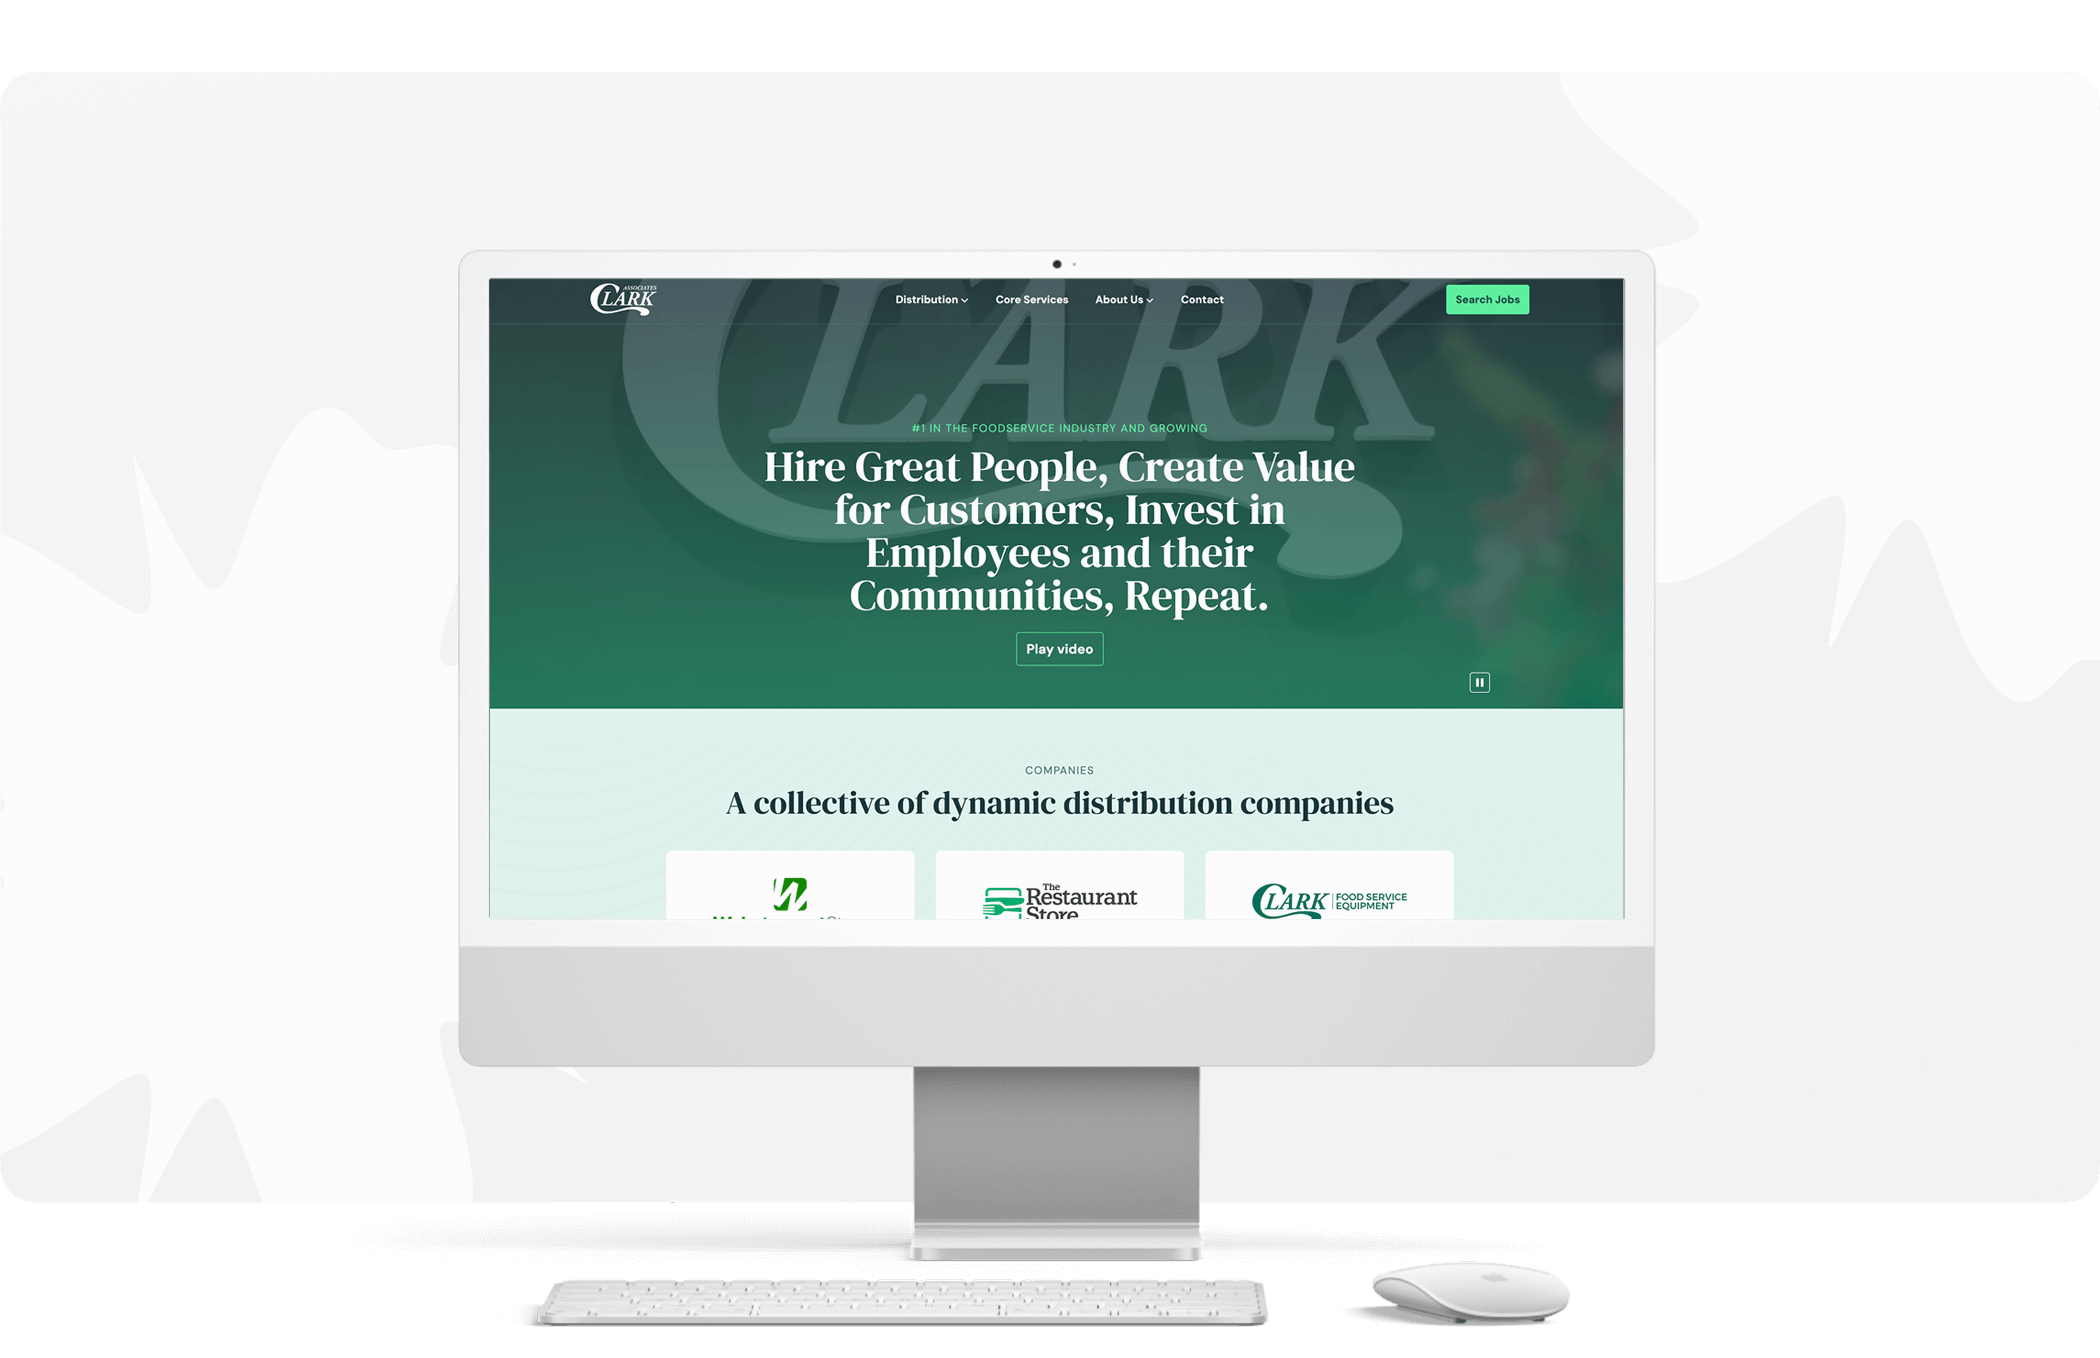 ASSOCIATES
CLARK
Distribution
Core Services
About Us
Contact
Search Jobs
CLARK
#1 IN THE FOODSERVICE INDUSTRY AND GROWING
Hire Great People, Create Value
for Customers, Invest in
Employees and their
Communities, Repeat.
Play video
COMPANIES
A collective of dynamic distribution companies
The
Restaurant
Store
CLARK
FOOD SERVICE
EQUIPMENT